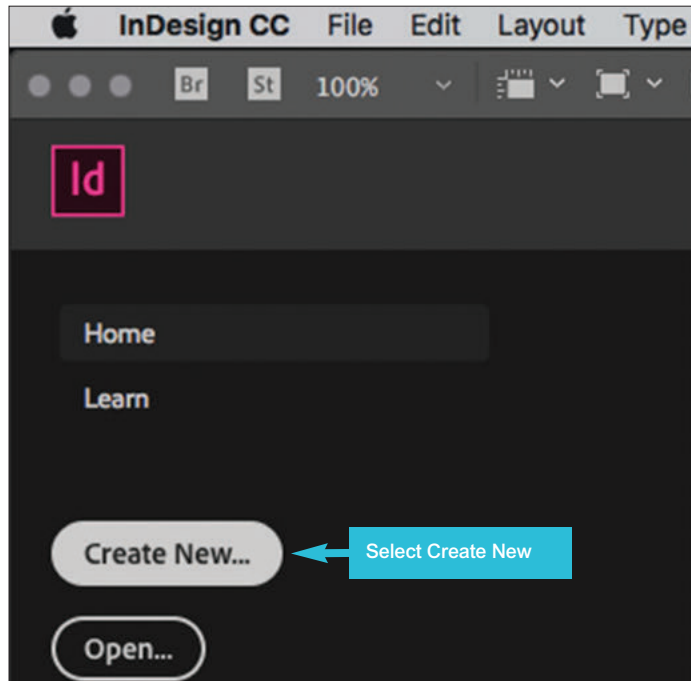 InDesign CC File Edit Layout Type
Br St 100%
Id
Home
Learn
Create New...
Select Create New
Open...